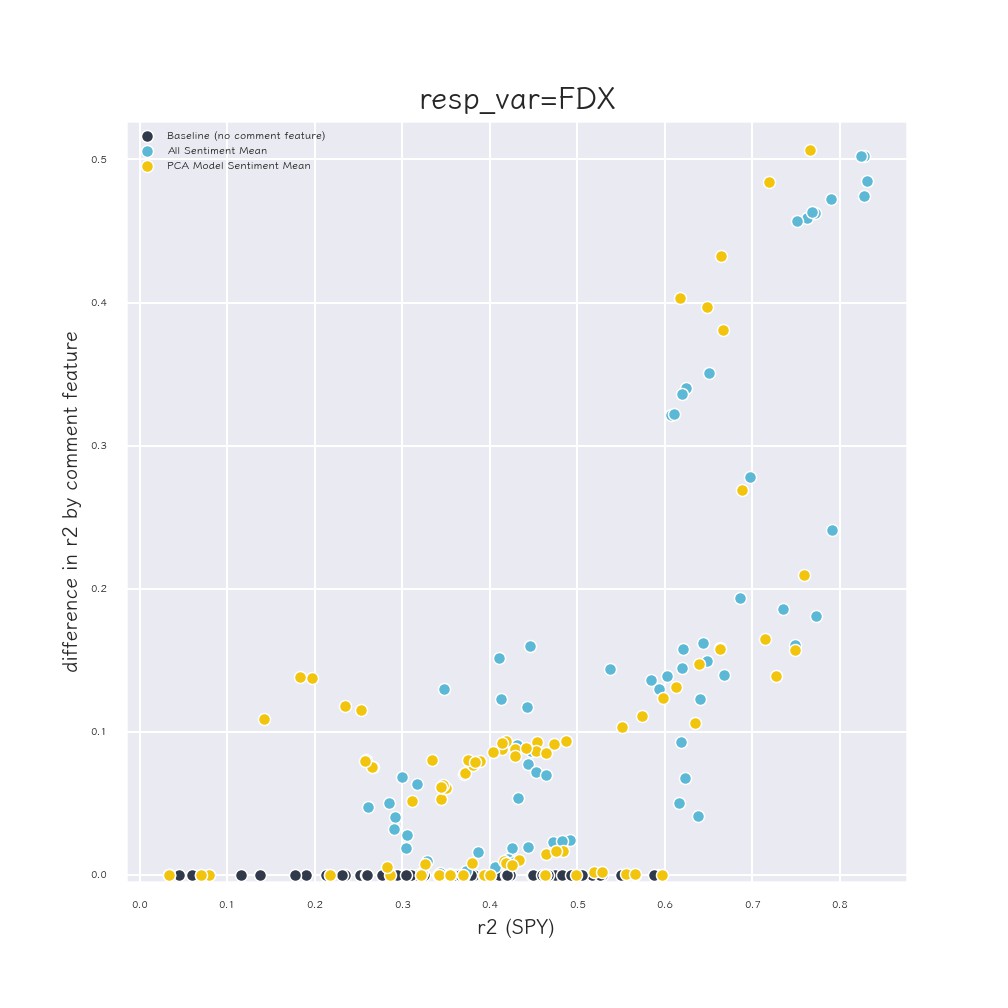 resp_var=FDX
Baseline (no comment feature)
All Sentiment Mean
PCA Model Sentiment Mean
difference in r2 by comment feature
0.5
0.4
0.3
0.2
0.1
0.0
0.0 0.1 0.2 0.3 0.4 0.5 0.6 0.7 0.8
r2 (SPY)